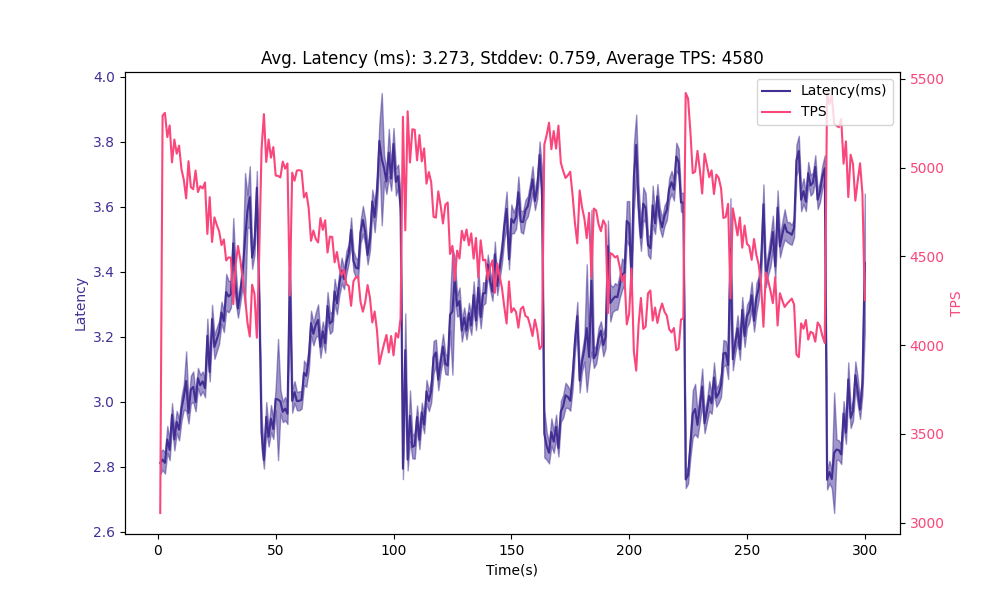 Avg. Latency (ms): 3.273, Stddev: 0.759, Average TPS: 4580
4.0
3.8
3.6
3.4
3.2
3.0
2.8
2.6
Latency
Latency(ms)
TPS
5500
5000
4500
4000
3500
3000
TPS
0 50 100 150 200 250 300
Time(s)